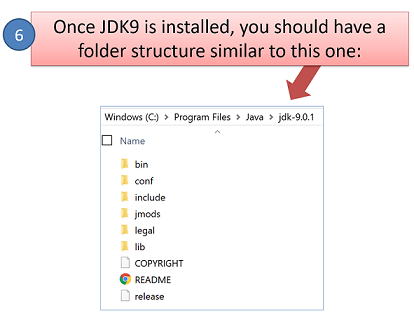 6
Once JDK9 is installed, you should have a
folder structure similar to this one:
Windows (C:) > Program Files > Java > jdk-9.0.1
Name
bin
conf
include
jmods
legal
lib
COPYRIGHT
README
release